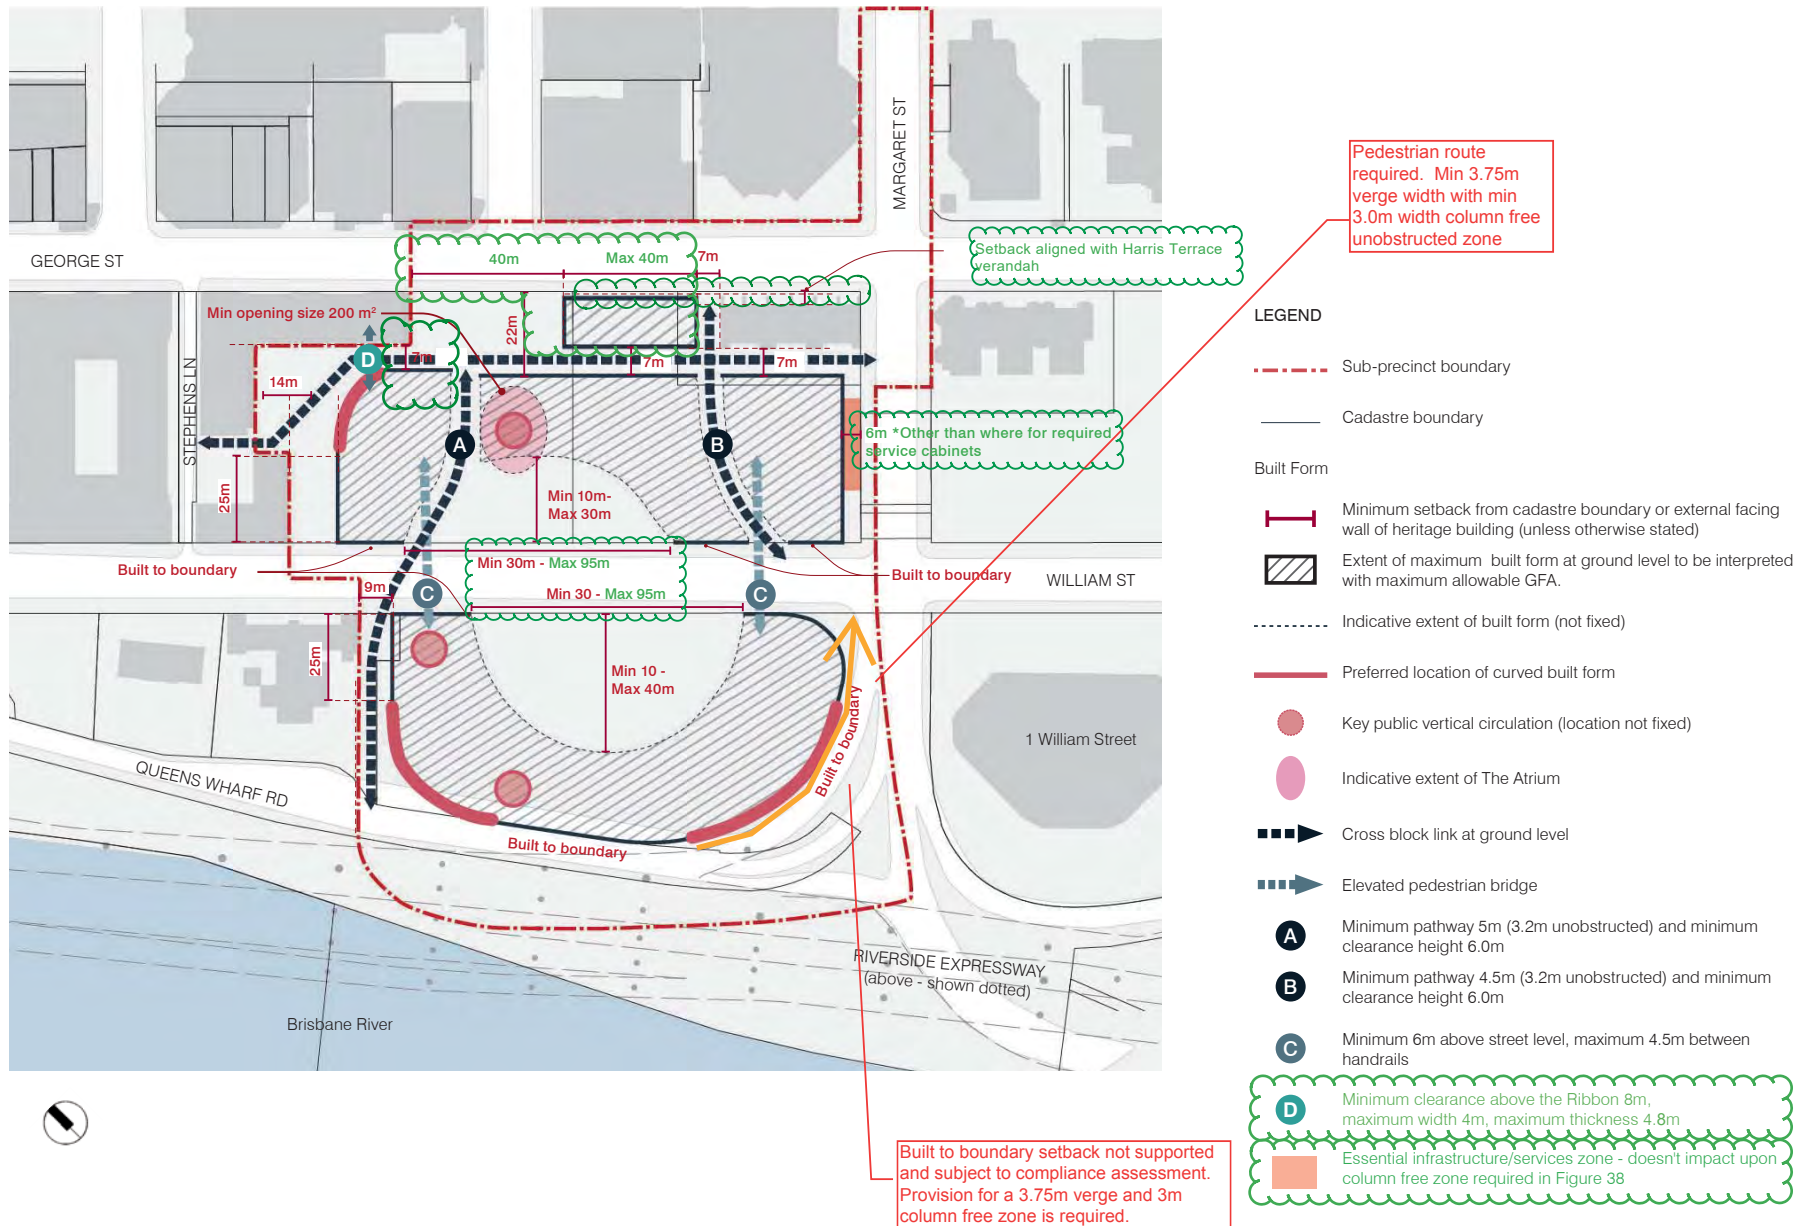 MARGARET ST
Pedestrian route
required. Min 3.75m
verge width with min
3.0m width column free
unobstructed zone
GEORGE ST
40m
Max 40m
7m
Setback aligned with Harris Terrace
verandah
Min opening size 200 m²
22m
D
7m
7m
7m
14m
STEPHENS LN
A
B
6m *Other than where for required
service cabinets
25m
Min 10m-
Max 30m
Built to boundary
Min 30m - Max 95m
Built to boundary
WILLIAM ST
9m
C
Min 30 - Max 95m
C
25m
Min 10 -
Max 40m
Built to boundary
1 William Street
QUEENS WHARF RD
Built to boundary
RIVERSIDE EXPRESSWAY
(above - shown dotted)
Brisbane River
Built to boundary setback not supported
and subject to compliance assessment.
Provision for a 3.75m verge and 3m
column free zone is required.
LEGEND
Sub-precinct boundary
Cadastre boundary
Built Form
Minimum setback from cadastre boundary or external facing
wall of heritage building (unless otherwise stated)
Extent of maximum built form at ground level to be interpreted
with maximum allowable GFA.
Indicative extent of built form (not fixed)
Preferred location of curved built form
Key public vertical circulation (location not fixed)
Indicative extent of The Atrium
Cross block link at ground level
Elevated pedestrian bridge
A Minimum pathway 5m (3.2m unobstructed) and minimum
clearance height 6.0m
B Minimum pathway 4.5m (3.2m unobstructed) and minimum
clearance height 6.0m
C Minimum 6m above street level, maximum 4.5m between
handrails
D Minimum clearance above the Ribbon 8m,
maximum width 4m, maximum thickness 4.8m
Essential infrastructure/services zone - doesn't impact upon
column free zone required in Figure 38